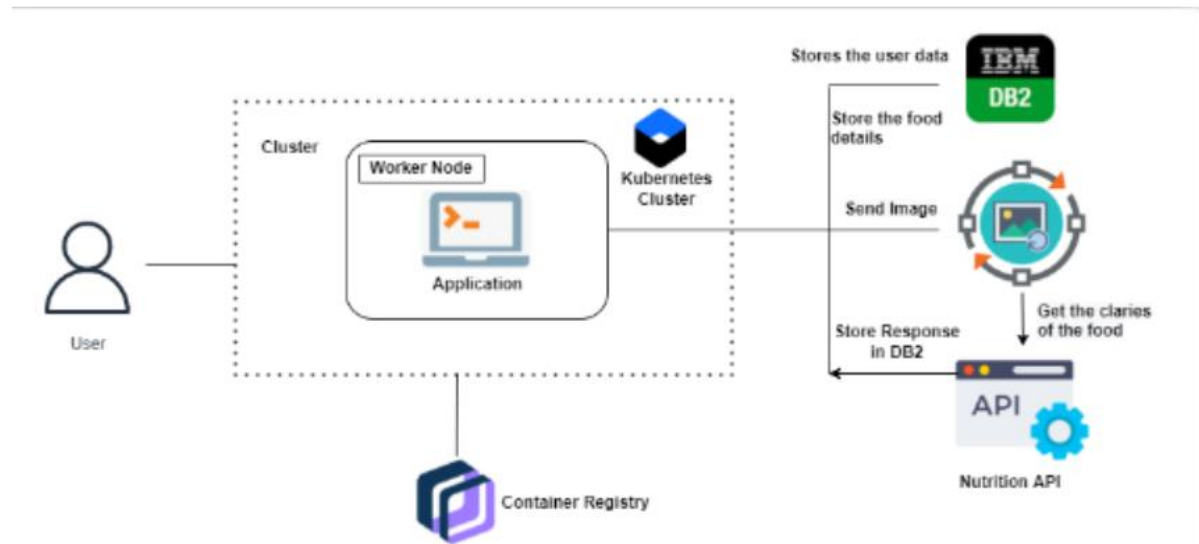 Stores the user data
IBM
DB2
Store the food
details
Cluster
Worker Node
Kubernetes
Cluster
Send Image
Application
User
Get the claries
of the food
Store Response
in DB2
API
Nutrition API
Container Registry